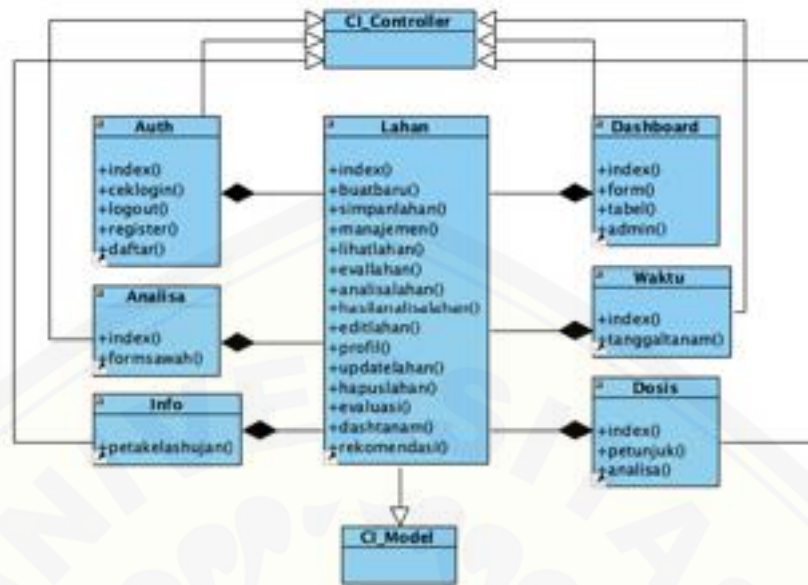 CI_Controller
Auth
+index()
+ceklogin()
+logout()
+register()
+daftar()
Lahan
+index()
+buatbaru()
+simpanlahan()
+manajemen()
+lihatlahan()
+evallahan()
+analisalahan()
+hasilanalisalahan()
+editlahan()
+profil()
+updatelahan()
+hapuslahan()
+evaluasi()
+dashtanam()
+rekomendasi()
Dashboard
+index()
+form()
+tabel()
+admin()
Analisa
+index()
+formsawah()
Waktu
+index()
+tanggaltanam()
Info
+petakelashujan()
Dosis
+index()
+petunjuk()
+analisa()
CI_Model